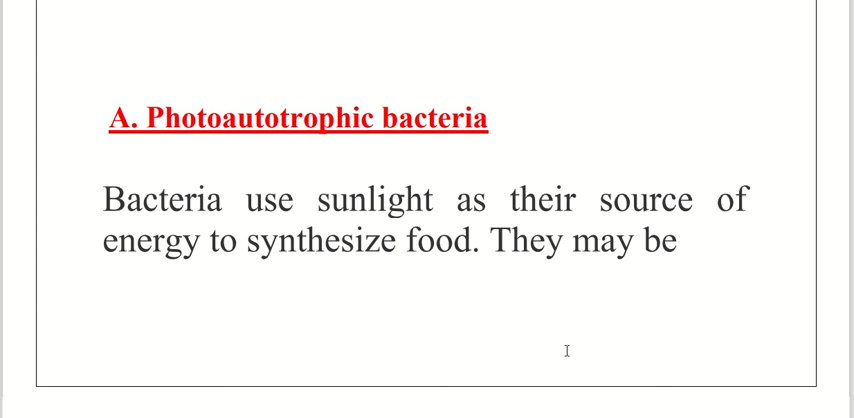 A. Photoautotrophic bacteria
Bacteria use sunlight as their source of
energy to synthesize food. They may be